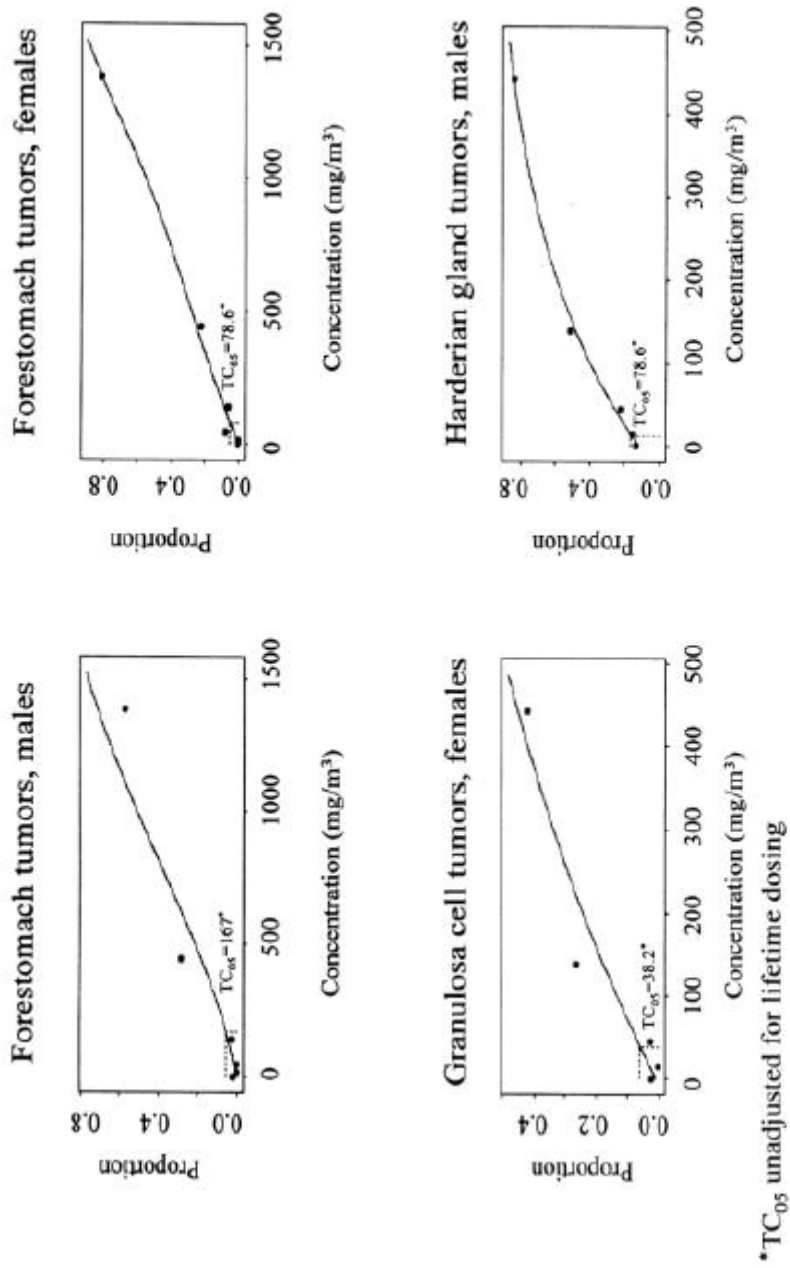 Forestomach tumors, males
Proportion
0.8
0.4
0.0
TC05=167*
0
500
1000
1500
Concentration (mg/m³)
Forestomach tumors, females
Proportion
0.8
0.4
0.0
TC05=78.6*
0
500
1000
1500
Concentration (mg/m³)
Granulosa cell tumors, females
Proportion
0.4
0.2
0.0
TC05=38.2*
0
100
200
300
400
500
Concentration (mg/m³)
Harderian gland tumors, males
Proportion
0.8
0.4
0.0
TC05=78.6*
0
100
200
300
400
500
Concentration (mg/m³)
*TC05 unadjusted for lifetime dosing